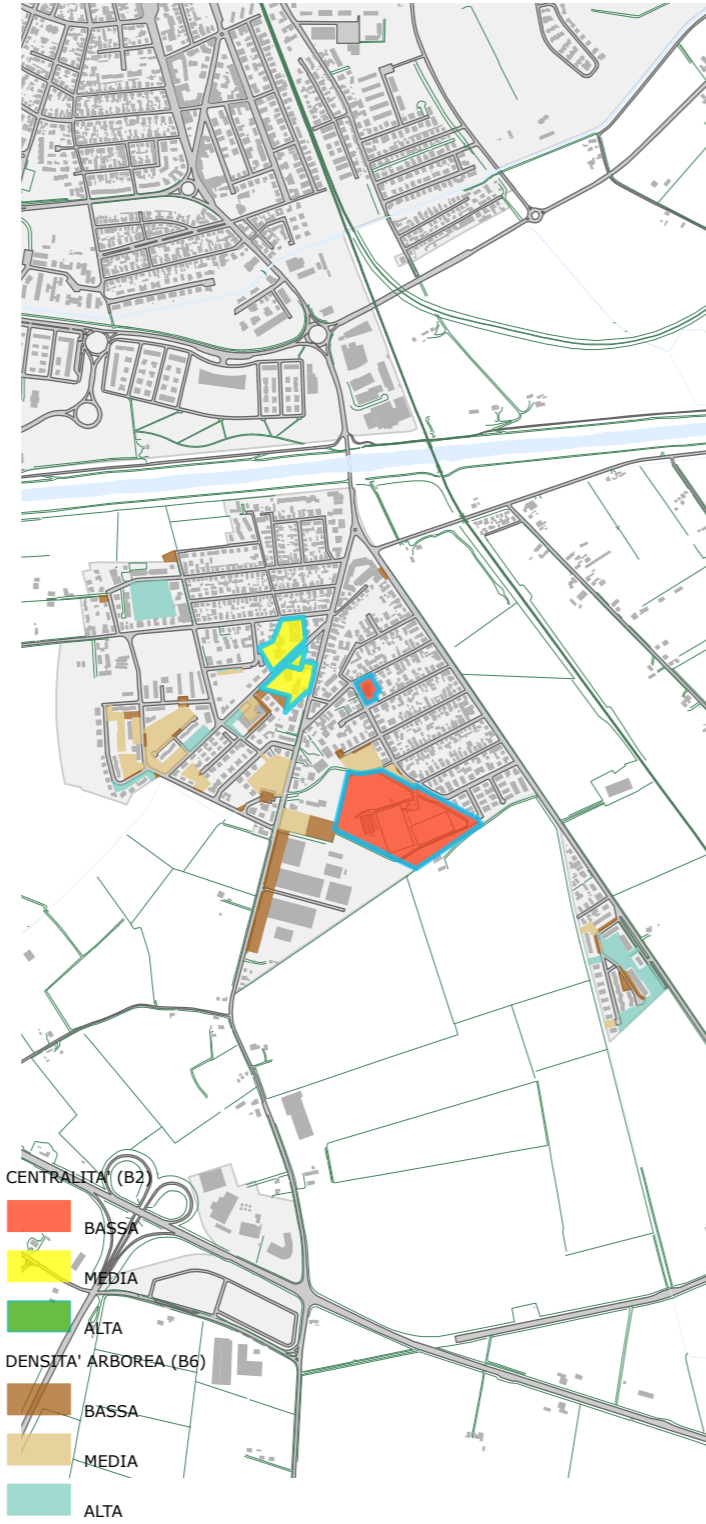 CENTRALITA' (B2)
BASSA
MEDIA
ALTA
DENSITA' ARBOREA (B6)
BASSA
MEDIA
ALTA